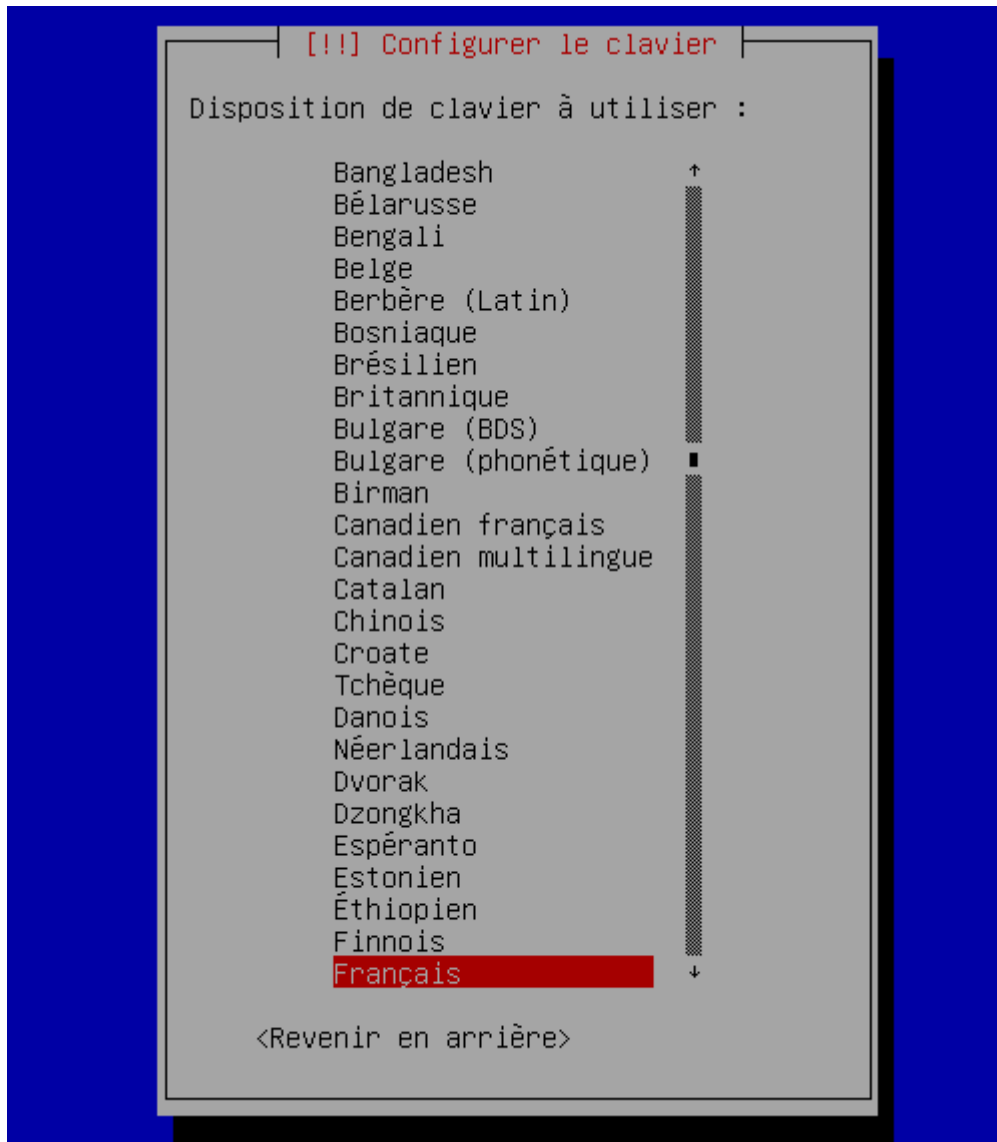 [!!] Configurer le clavier
Disposition de clavier à utiliser :
Bangladesh
Bélarusse
Bengali
Belge
Berbère (Latin)
Bosniaque
Brésilien
Britannique
Bulgare (BDS)
Bulgare (phonétique)
Birman
Canadien français
Canadien multilingue
Catalan
Chinois
Croate
Tchèque
Danois
Néerlandais
Dvorak
Dzongkha
Espéranto
Estonien
Éthiopien
Finnois
Français
<Revenir en arrière>